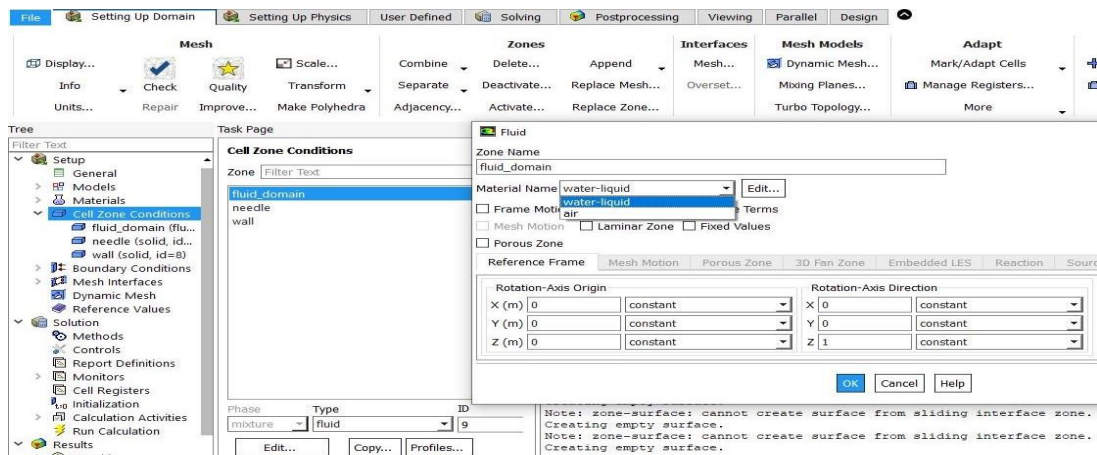 File Setting Up Domain Setting Up Physics User Defined Solving Postprocessing Viewing Parallel Design
Mesh Zones Interfaces Mesh Models Adapt
Display... Scale... Combine Delete... Append Mesh... Dynamic Mesh... Mark/Adapt Cells
Info Check Quality Transform Separate Deactivate... Replace Mesh... Overset... Mixing Planes... Manage Registers...
Units... Repair Improve... Make Polyhedra Adjacency... Activate... Replace Zone... Turbo Topology... More
Tree
Filter Text
Setup
General
Models
Materials
Cell Zone Conditions
fluid_domain (flu...
needle (solid, id...
wall (solid, id=8)
Boundary Conditions
Mesh Interfaces
Dynamic Mesh
Reference Values
Solution
Methods
Controls
Report Definitions
Monitors
Cell Registers
Initialization
Calculation Activities
Run Calculation
Results
Task Page
Cell Zone Conditions
Zone Filter Text
fluid_domain
needle
wall
Phase Type ID
mixture fluid 9
Edit... Copy... Profiles...
Fluid
Zone Name
fluid_domain
Material Name water-liquid Edit...
water-liquid
air
Frame Moti Terms
Mesh Motion Laminar Zone Fixed Values
Porous Zone
Reference Frame Mesh Motion Porous Zone 3D Fan Zone Embedded LES Reaction Sourc
Rotation-Axis Origin Rotation-Axis Direction
X (m) 0 constant X 0 constant
Y (m) 0 constant Y 0 constant
Z (m) 0 constant Z 1 constant
OK Cancel Help
Creating empty surface.
Note: zone-surface: cannot create surface from sliding interface zone.
Creating empty surface.
Note: zone-surface: cannot create surface from sliding interface zone.
Creating empty surface.